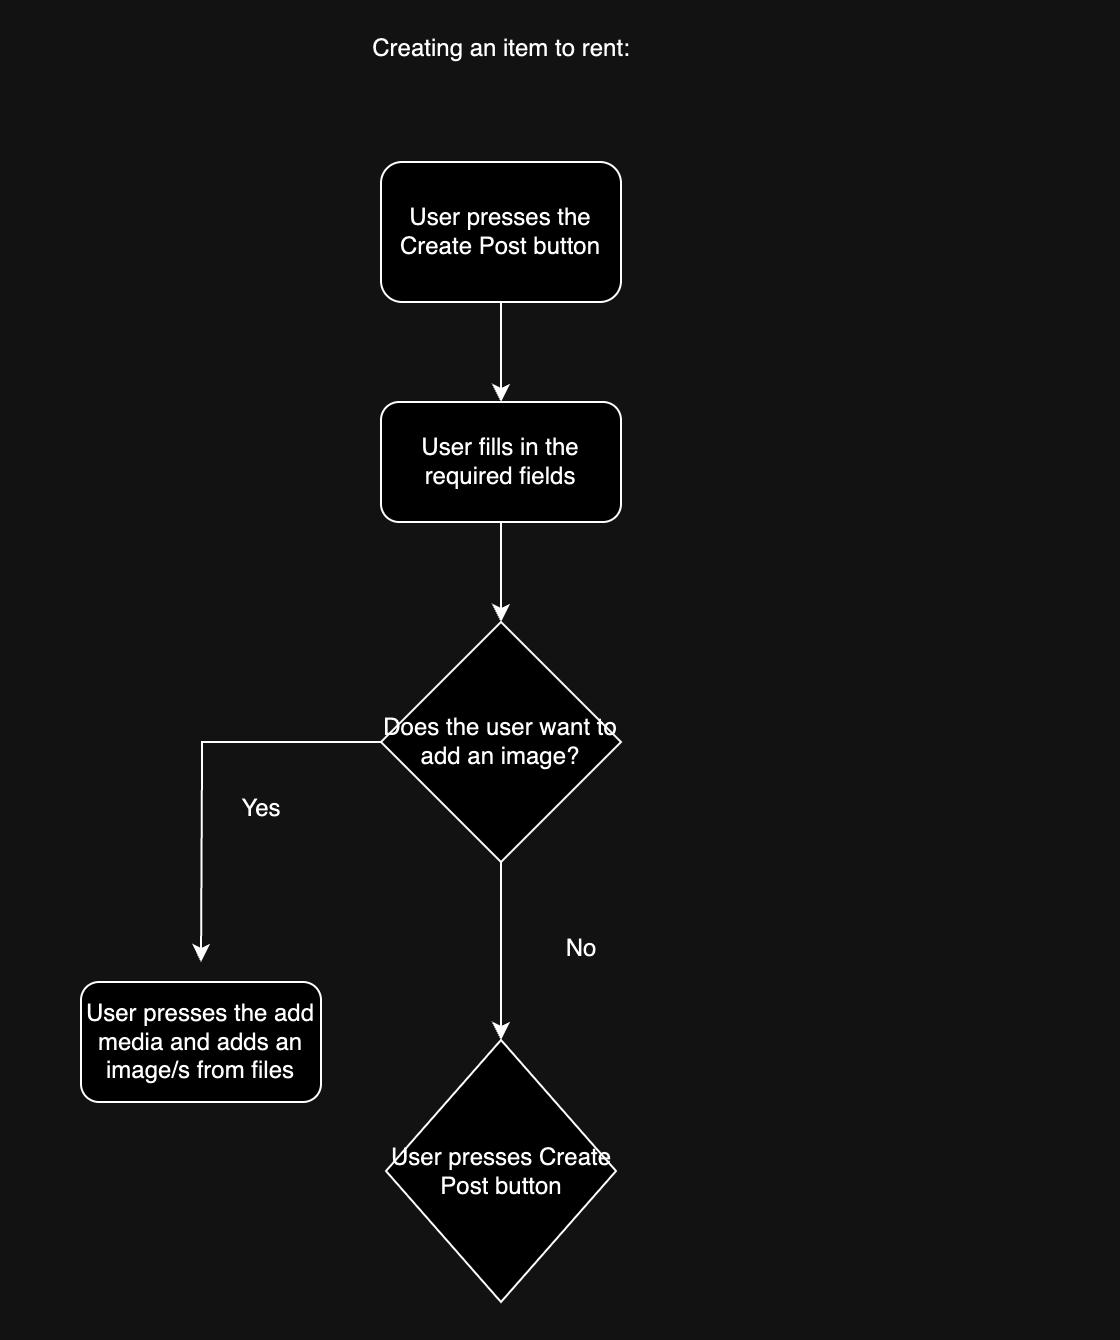 Creating an item to rent:
User presses the
Create Post button
User fills in the
required fields
Does the user want to
add an image?
Yes
No
User presses the add
media and adds an
image/s from files
User presses Create
Post button